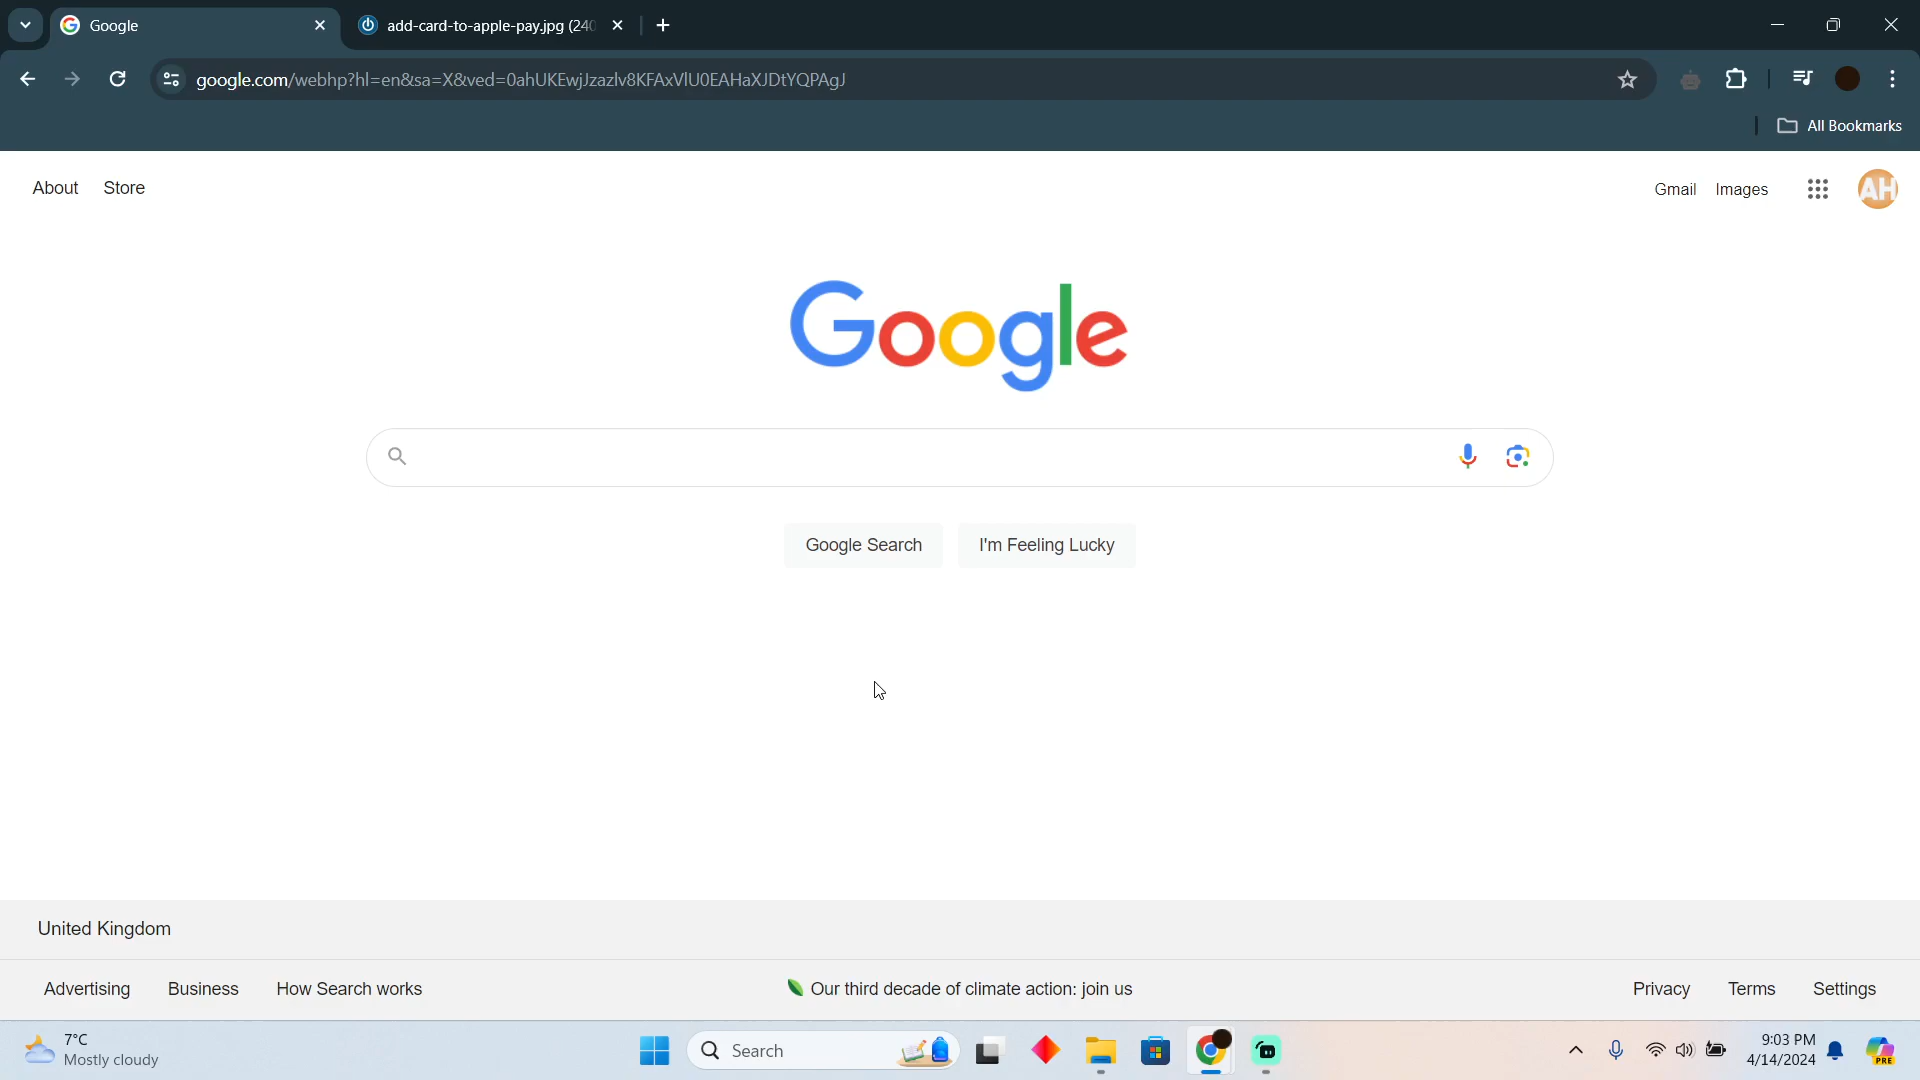 Google
add-card-to-apple-pay.jpg (240
google.com/webhp?hl=en&sa=X&ved=0ahUKEwjJzazlv8KFAxVlU0EAHaXJDtYQPAgJ
All Bookmarks
About Store
Gmail Images
AH
Google
Google Search I'm Feeling Lucky
United Kingdom
Advertising Business How Search works
Our third decade of climate action: join us
Privacy Terms Settings
7°C
Mostly cloudy
Search
9:03 PM
4/14/2024
PRE